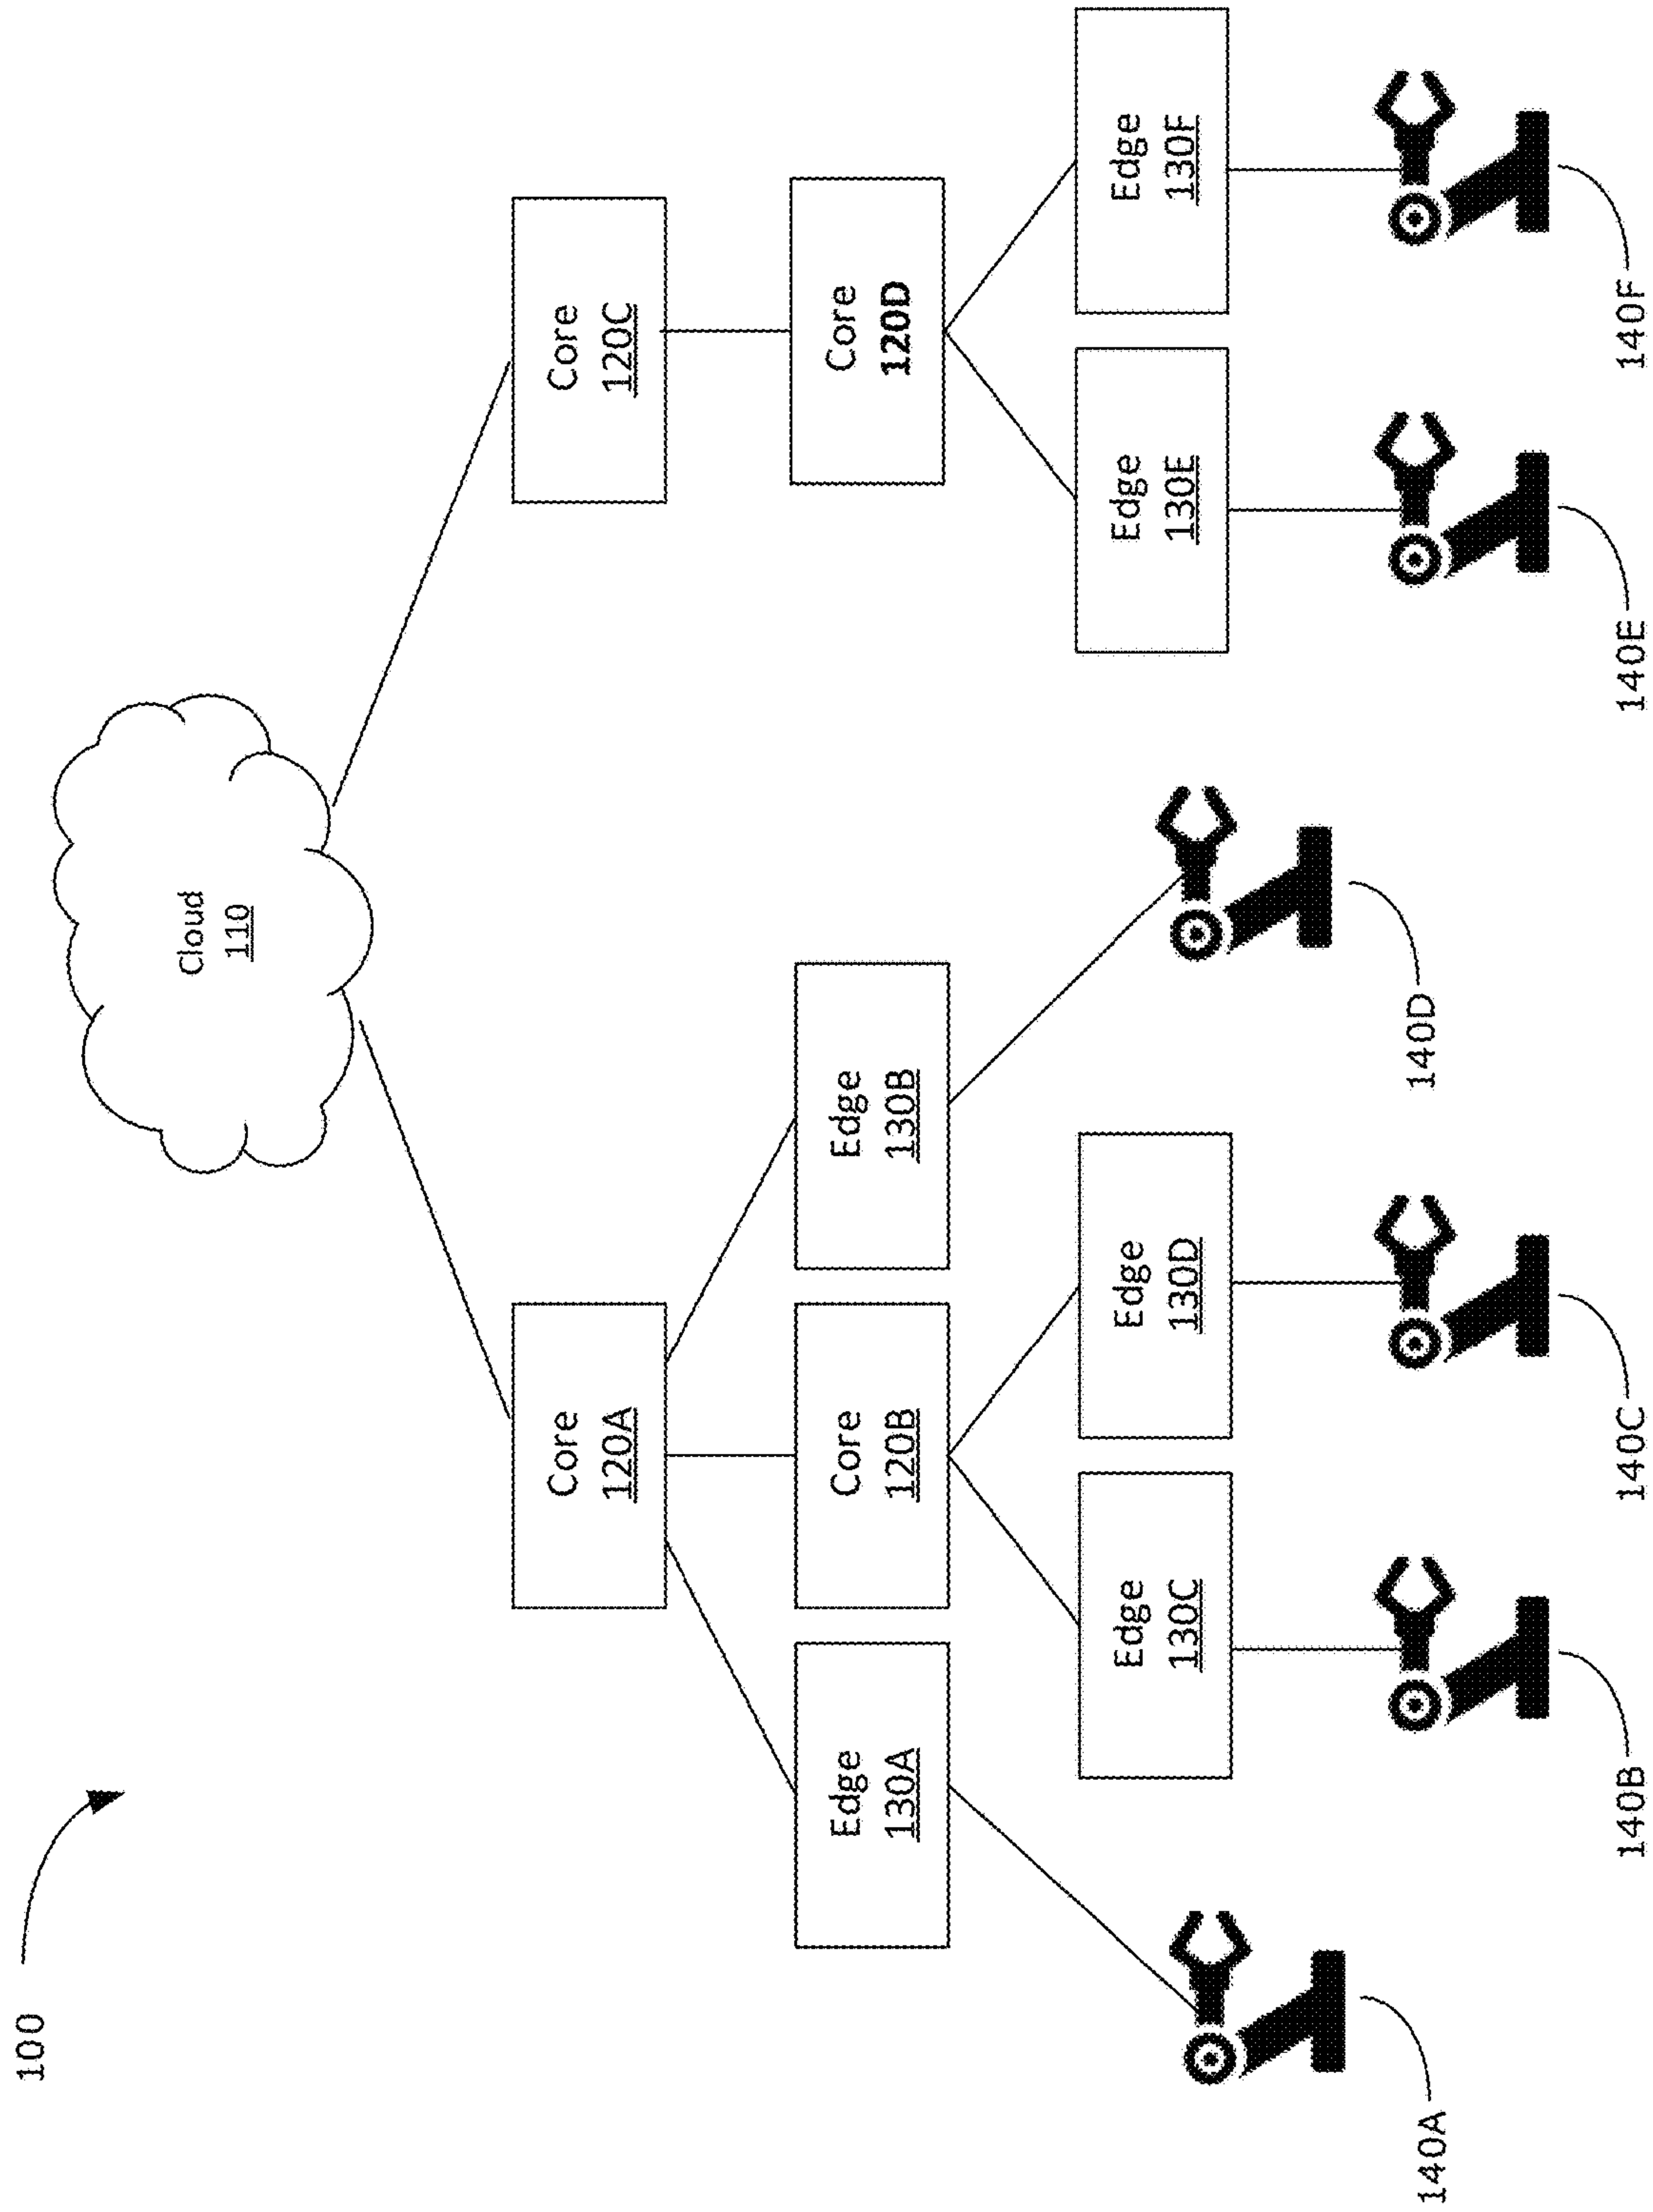 100
Cloud
110
Core
120A
Core
120C
Edge
130A
Core
120B
Edge
130B
Core
120D
Edge
130C
Edge
130D
Edge
130E
Edge
130F
140A
140B
140C
140D
140E
140F